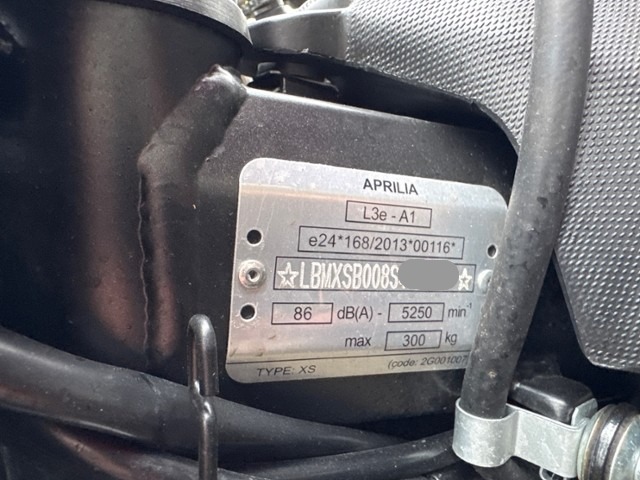 APRILIA
L3e - A1
e24*168/2013*00116*
☆LBMXSB008S ☆
86 dB(A) - 5250 min⁻¹
max 300 kg
TYPE: XS (code: 2G001007